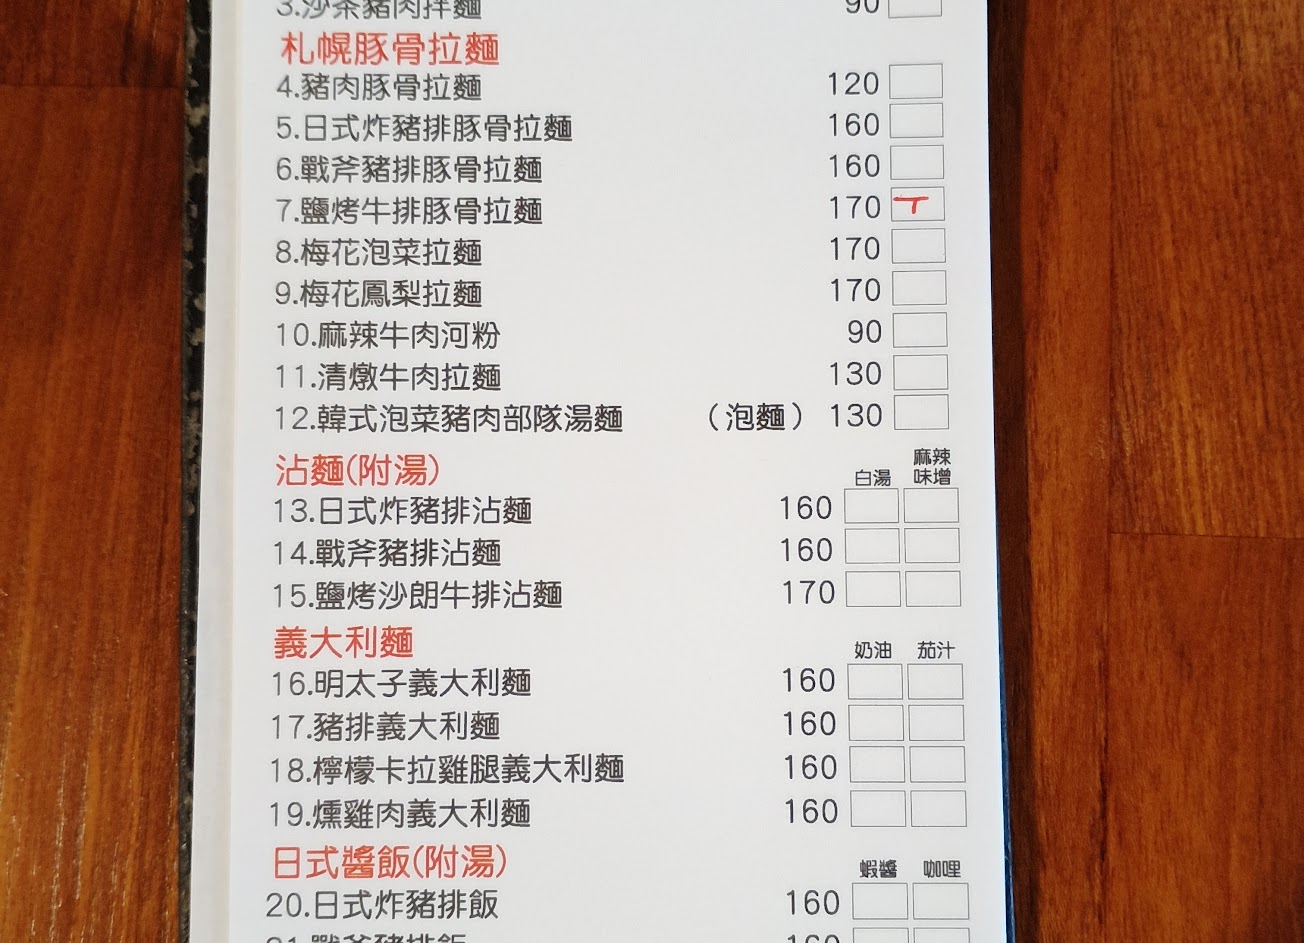 3.沙茶豬肉拌麵 90
札幌豚骨拉麵
4.豬肉豚骨拉麵 120
5.日式炸豬排豚骨拉麵 160
6.戰斧豬排豚骨拉麵 160
7.鹽烤牛排豚骨拉麵 170 T
8.梅花泡菜拉麵 170
9.梅花鳳梨拉麵 170
10.麻辣牛肉河粉 90
11.清燉牛肉拉麵 130
12.韓式泡菜豬肉部隊湯麵 (泡麵) 130
沾麵(附湯) 白湯 麻辣味增
13.日式炸豬排沾麵 160
14.戰斧豬排沾麵 160
15.鹽烤沙朗牛排沾麵 170
義大利麵 奶油 茄汁
16.明太子義大利麵 160
17.豬排義大利麵 160
18.檸檬卡拉雞腿義大利麵 160
19.燻雞肉義大利麵 160
日式醬飯(附湯) 蝦醬 咖哩
20.日式炸豬排飯 160
21.戰斧豬排飯 160